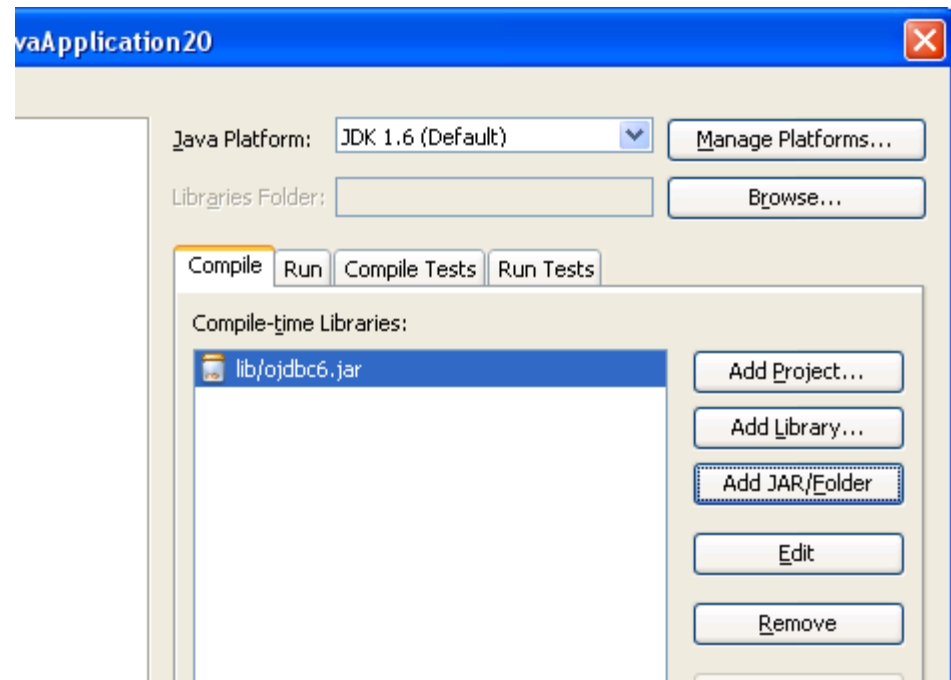 vaApplication20
Java Platform: JDK 1.6 (Default) Manage Platforms...
Libraries Folder: Browse...
Compile Run Compile Tests Run Tests
Compile-time Libraries:
lib/ojdbc6.jar Add Project...
Add Library...
Add JAR/Folder
Edit
Remove